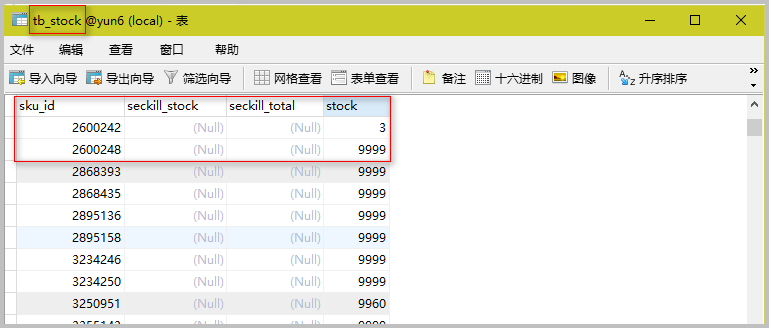 tb_stock @yun6 (local) - 表
文件 编辑 查看 窗口 帮助
导入向导 导出向导 筛选向导 网格查看 表单查看 备注 十六进制 图像 升序排序
sku_id seckill_stock seckill_total stock
2600242 (Null) (Null) 3
2600248 (Null) (Null) 9999
2868393 (Null) (Null) 9999
2868435 (Null) (Null) 9999
2895136 (Null) (Null) 9999
2895158 (Null) (Null) 9999
3234246 (Null) (Null) 9999
3234250 (Null) (Null) 9999
3250951 (Null) (Null) 9960